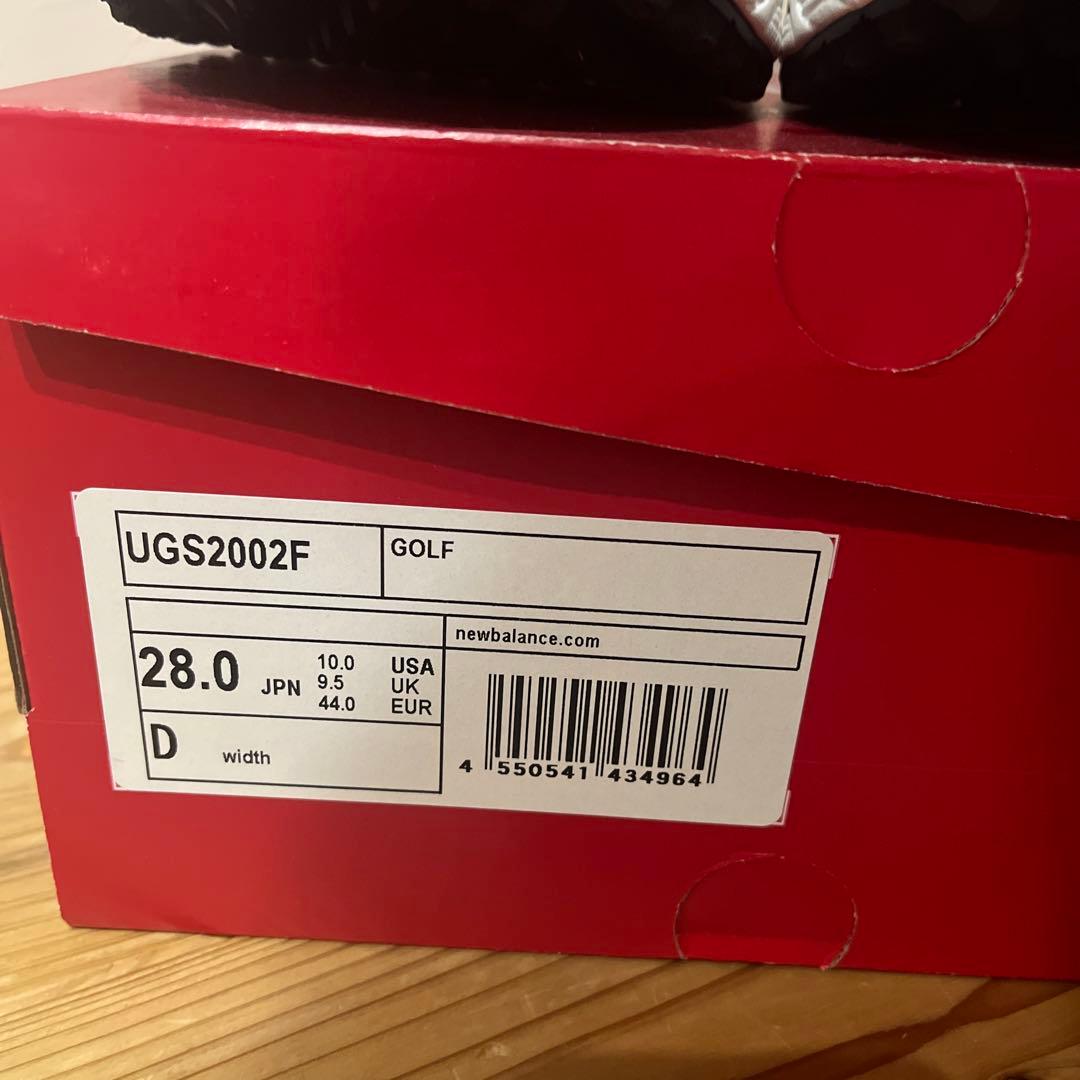 UGS2002F
GOLF
newbalance.com
28.0 JPN
10.0 USA
9.5 UK
44.0 EUR
D width
4 550541 434964